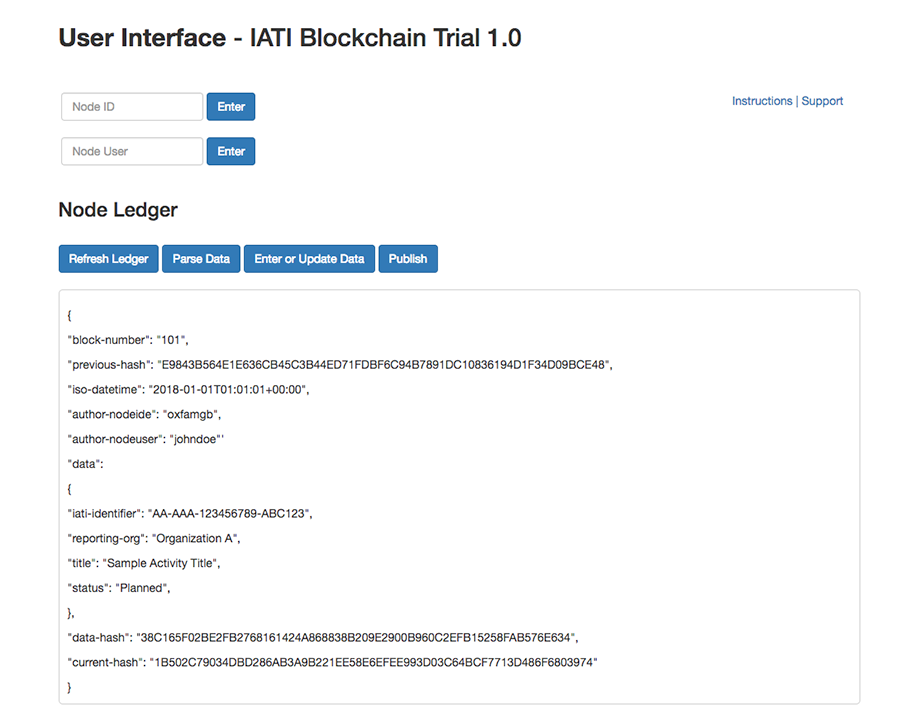 User Interface - IATI Blockchain Trial 1.0
Node ID Enter
Instructions | Support
Node User Enter
Node Ledger
Refresh Ledger Parse Data Enter or Update Data Publish
{
"block-number": "101",
"previous-hash": "E9843B564E1E636CB45C3B44ED71FDBF6C94B7891DC10836194D1F34D09BCE48",
"iso-datetime": "2018-01-01T01:01:01+00:00",
"author-nodeide": "oxfamgb",
"author-nodeuser": "johndoe"'
"data":
{
"iati-identifier": "AA-AAA-123456789-ABC123",
"reporting-org": "Organization A",
"title": "Sample Activity Title",
"status": "Planned",
},
"data-hash": "38C165F02BE2FB2768161424A868838B209E2900B960C2EFB15258FAB576E634",
"current-hash": "1B502C79034DBD286AB3A9B221EE58E6EFEE993D03C64BCF7713D486F6803974"
}